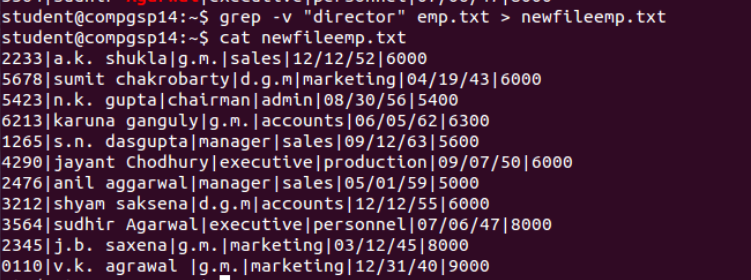 student@compgsp14:~$ grep -v "director" emp.txt > newfileemp.txt
student@compgsp14:~$ cat newfileemp.txt
2233|a.k. shukla|g.m.|sales|12/12/52|6000
5678|sumit chakrobarty|d.g.m|marketing|04/19/43|6000
5423|n.k. gupta|chairman|admin|08/30/56|5400
6213|karuna ganguly|g.m.|accounts|06/05/62|6300
1265|s.n. dasgupta|manager|sales|09/12/63|5600
4290|jayant Chodhury|executive|production|09/07/50|6000
2476|anil aggarwal|manager|sales|05/01/59|5000
3212|shyam saksena|d.g.m|accounts|12/12/55|6000
3564|sudhir Agarwal|executive|personnel|07/06/47|8000
2345|j.b. saxena|g.m.|marketing|03/12/45|8000
0110|v.k. agrawal |g.m.|marketing|12/31/40|9000